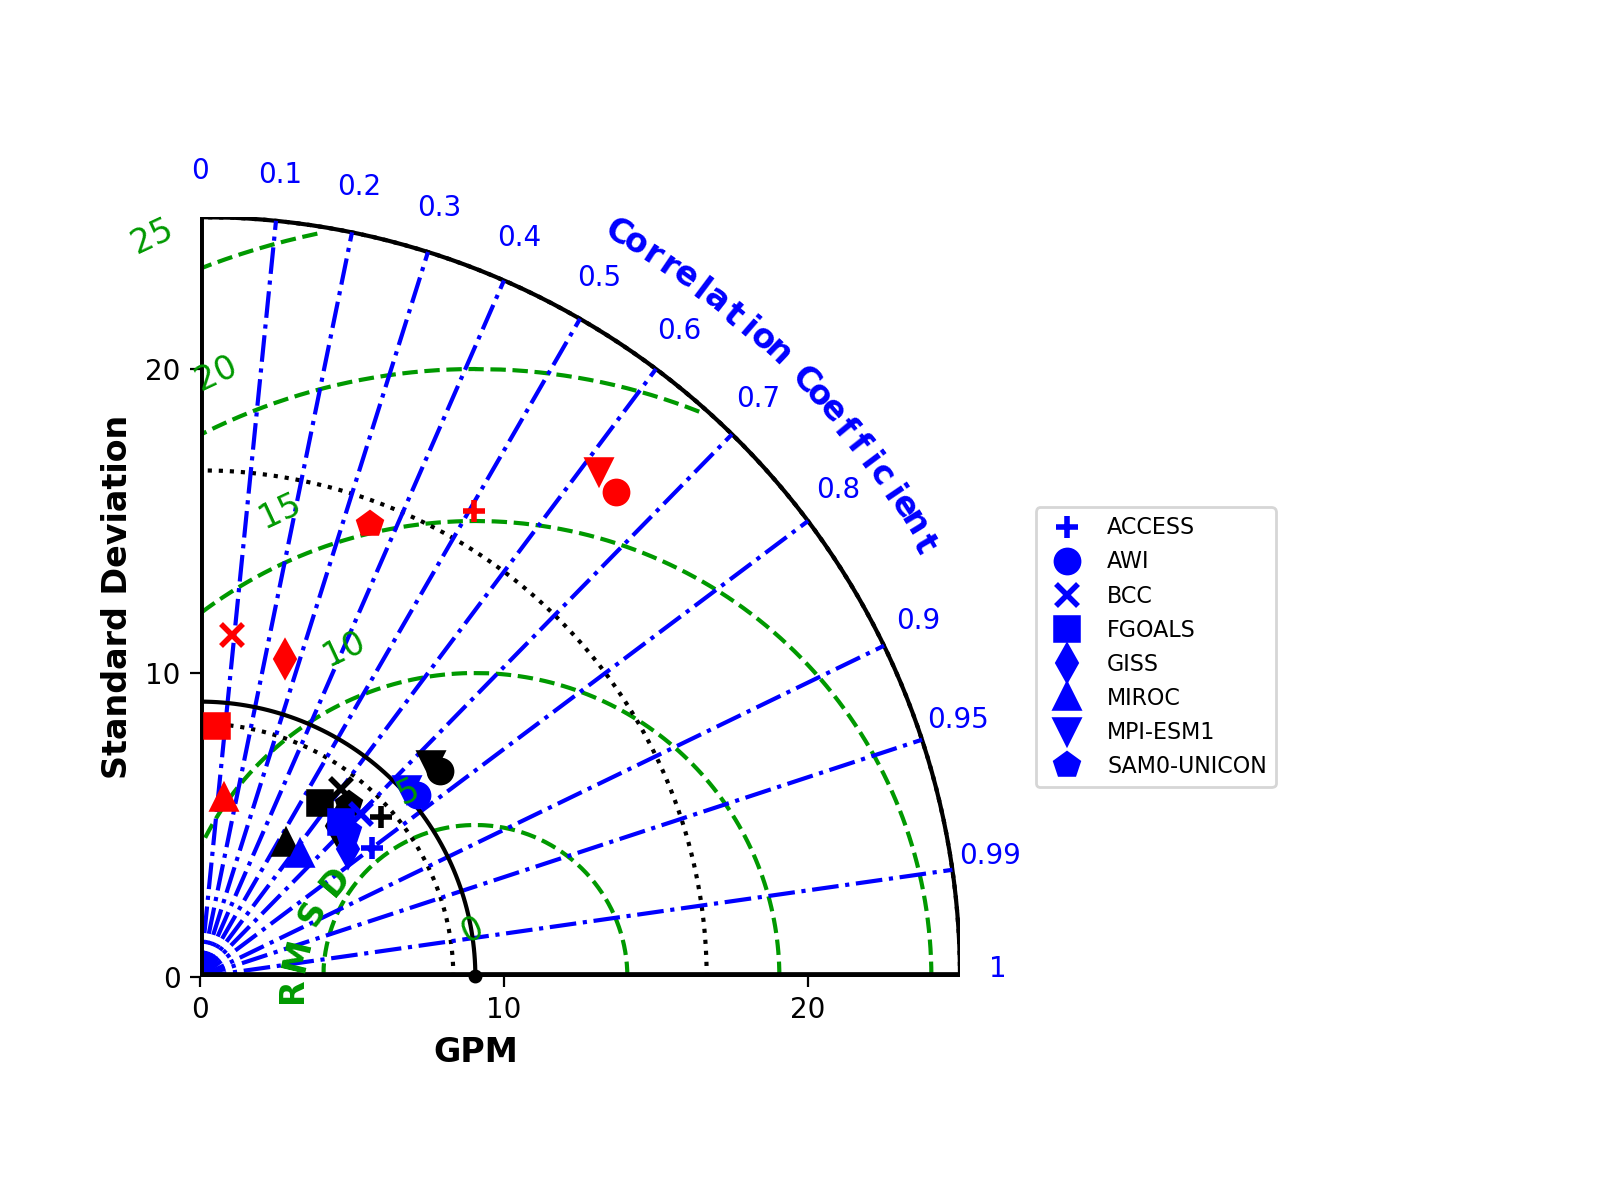 0
0.1
0.2
0.3
0.4
0.5
0.6
0.7
0.8
0.9
0.95
0.99
1
Correlation Coefficient
25
20
15
10
5
0
RMSD
Standard Deviation
20
10
0
0
10
20
GPM
ACCESS
AWI
BCC
FGOALS
GISS
MIROC
MPI-ESM1
SAM0-UNICON